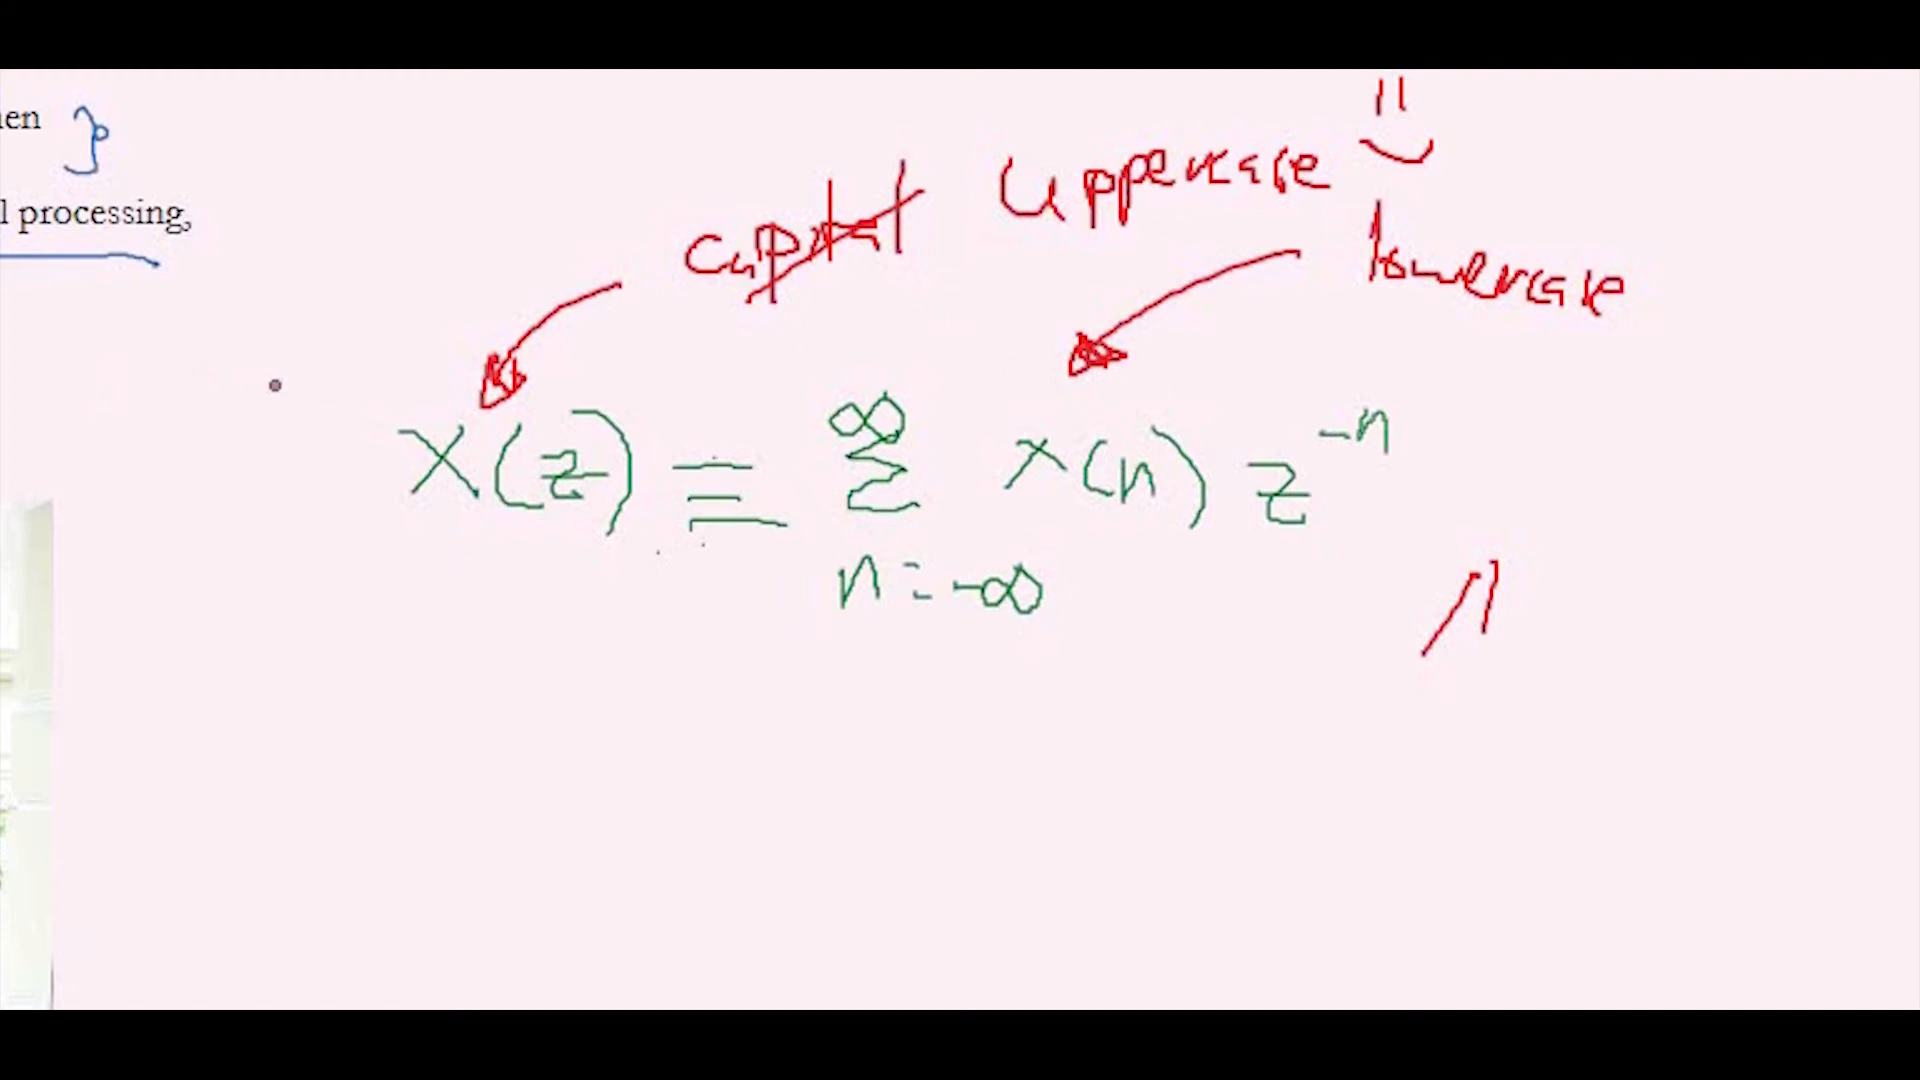 en
l processing,
capital uppercase
lowercase
X(z) ≡ ∞ Σ n = -∞ x(n) z^-n